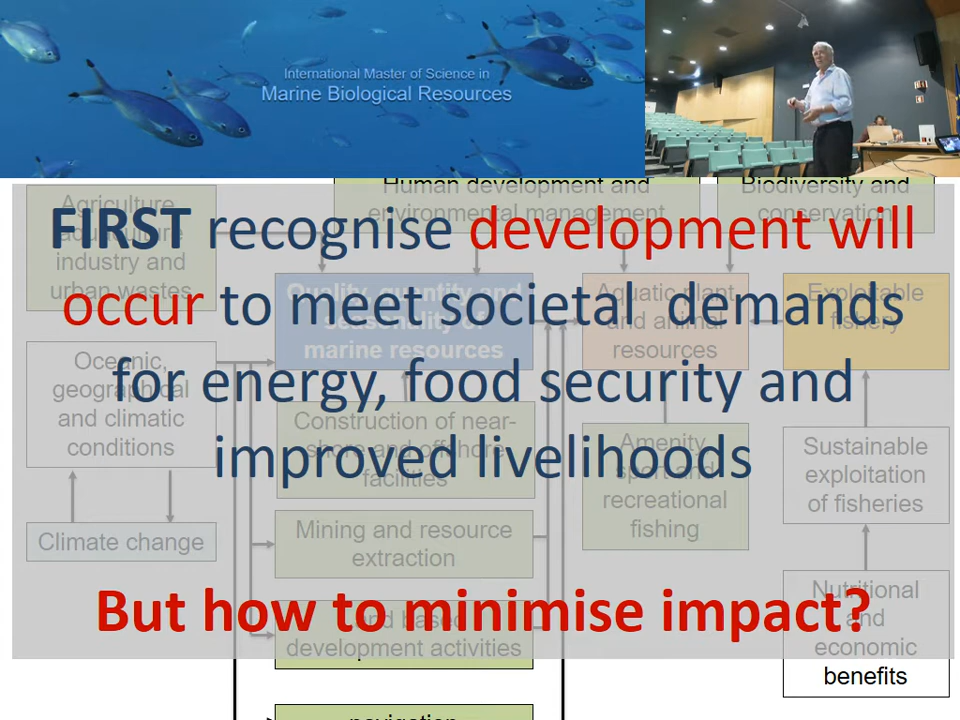 International Master of Science in
Marine Biological Resources
Human development and
environmental management
Biodiversity and
conservation
Agriculture,
aquaculture
industry and
urban wastes
FIRST recognise development will
occur to meet societal demands
for energy, food security and
improved livelihoods
But how to minimise impact?
Quality, quantity and
seasonality of
marine resources
Aquatic plant
and animal
resources
Exploitable
fishery
Oceanic,
geographical
and climatic
conditions
Construction of near-
shore and offshore
facilities
Amenity,
sport and
recreational
fishing
Sustainable
exploitation
of fisheries
Climate change
Mining and resource
extraction
Land based
development activities
Nutritional
and
economic
benefits
navigation